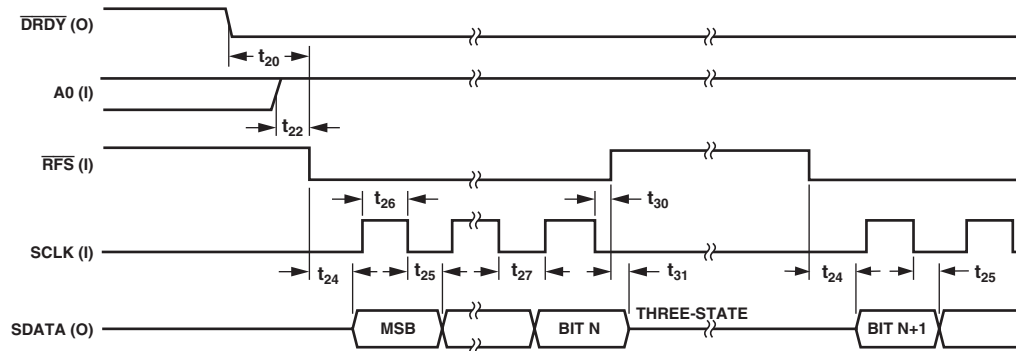 DRDY (O)
t20
A0 (I)
t22
RFS (I)
t26
t30
SCLK (I)
t24
t25
t27
t31
t24
t25
THREE-STATE
SDATA (O)
MSB
BIT N
BIT N+1